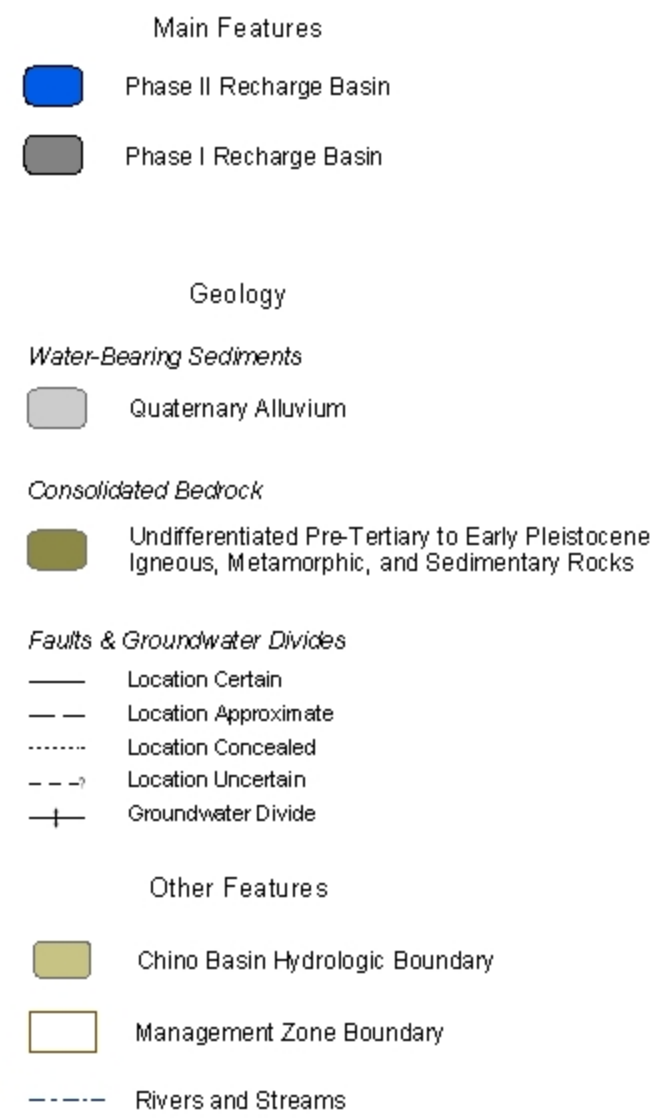 Main Features
Phase II Recharge Basin
Phase I Recharge Basin
Geology
Water-Bearing Sediments
Quaternary Alluvium
Consolidated Bedrock
Undifferentiated Pre-Tertiary to Early Pleistocene
Igneous, Metamorphic, and Sedimentary Rocks
Faults & Groundwater Divides
Location Certain
Location Approximate
Location Concealed
? Location Uncertain
Groundwater Divide
Other Features
Chino Basin Hydrologic Boundary
Management Zone Boundary
Rivers and Streams